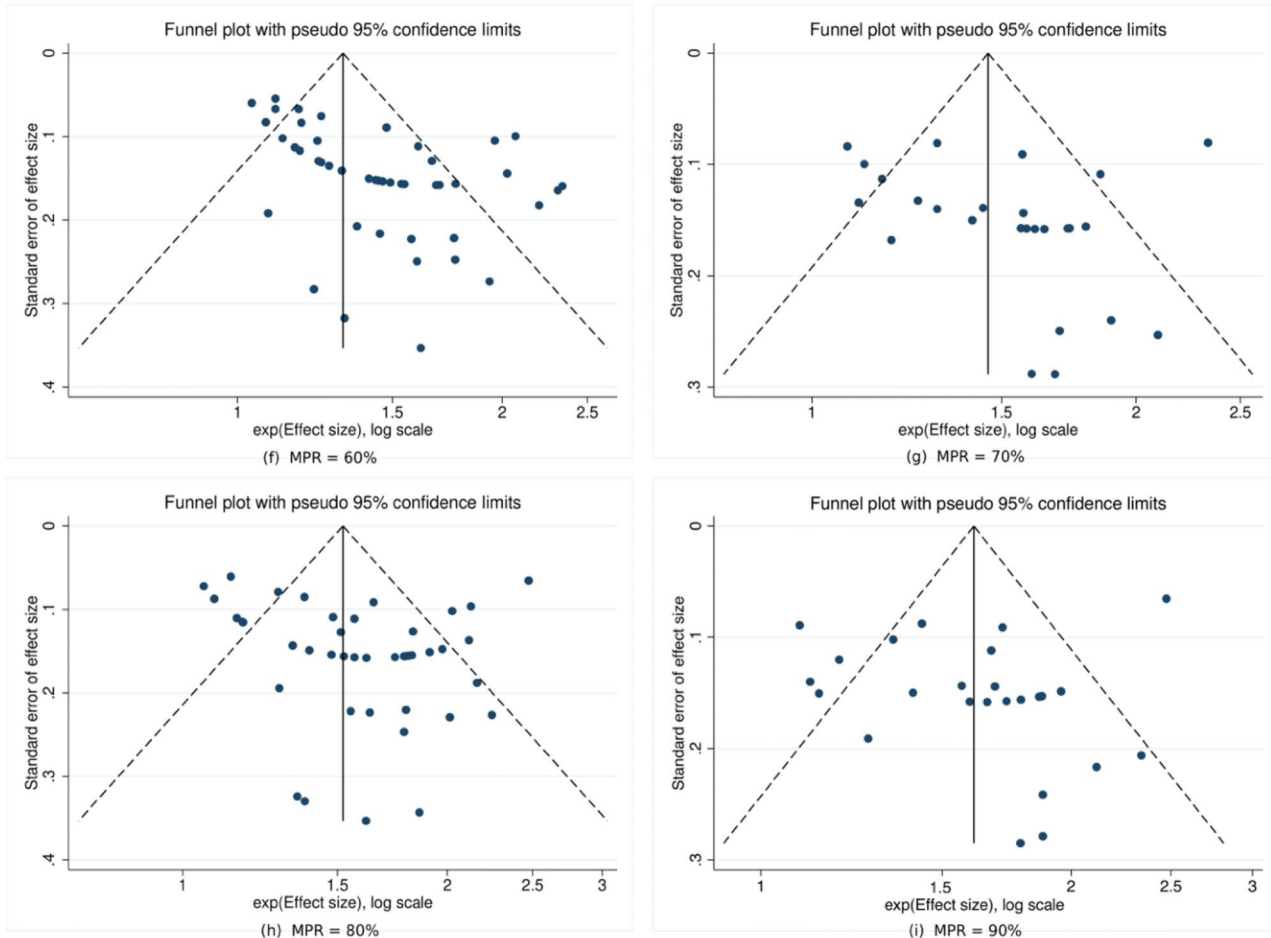 Funnel plot with pseudo 95% confidence limits
Standard error of effect size
0
.1
.2
.3
.4
1 1.5 2 2.5
exp(Effect size), log scale
(f) MPR = 60%
Funnel plot with pseudo 95% confidence limits
Standard error of effect size
0
.1
.2
.3
1 1.5 2 2.5
exp(Effect size), log scale
(g) MPR = 70%
Funnel plot with pseudo 95% confidence limits
Standard error of effect size
0
.1
.2
.3
.4
1 1.5 2 2.5 3
exp(Effect size), log scale
(h) MPR = 80%
Funnel plot with pseudo 95% confidence limits
Standard error of effect size
0
.1
.2
.3
1 1.5 2 2.5 3
exp(Effect size), log scale
(i) MPR = 90%